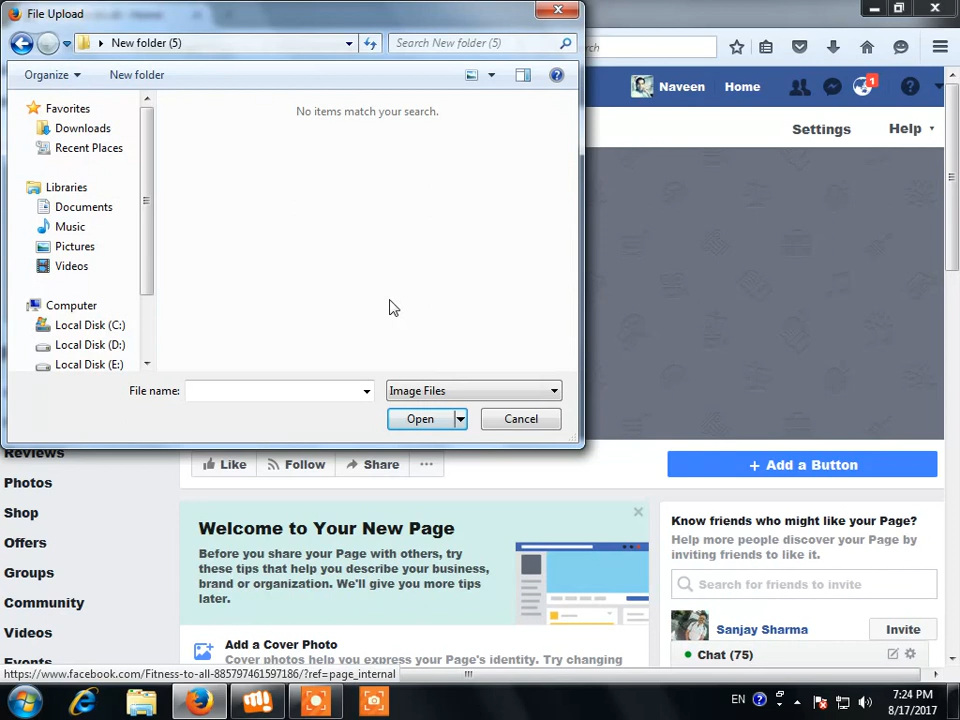 File Upload
New folder (5)
Search New folder (5)
Organize
New folder
Favorites
Downloads
Recent Places
Libraries
Documents
Music
Pictures
Videos
Computer
Local Disk (C:)
Local Disk (D:)
Local Disk (E:)
No items match your search.
File name:
Image Files
Open
Cancel
Naveen
Home
1
Settings
Help
Reviews
Photos
Shop
Offers
Groups
Community
Videos
Events
Like
Follow
Share
+ Add a Button
Welcome to Your New Page
Before you share your Page with others, try
these tips that help you describe your business,
brand or organization. We'll give you more tips
later.
Add a Cover Photo
Cover photos help you express your Page's identity. Try changing
Know friends who might like your Page?
Help more people discover your Page by
inviting friends to like it.
Search for friends to invite
Sanjay Sharma
Invite
Chat (75)
https://www.facebook.com/Fitness-to-all-885797461597186/?ref=page_internal
EN
7:24 PM
8/17/2017